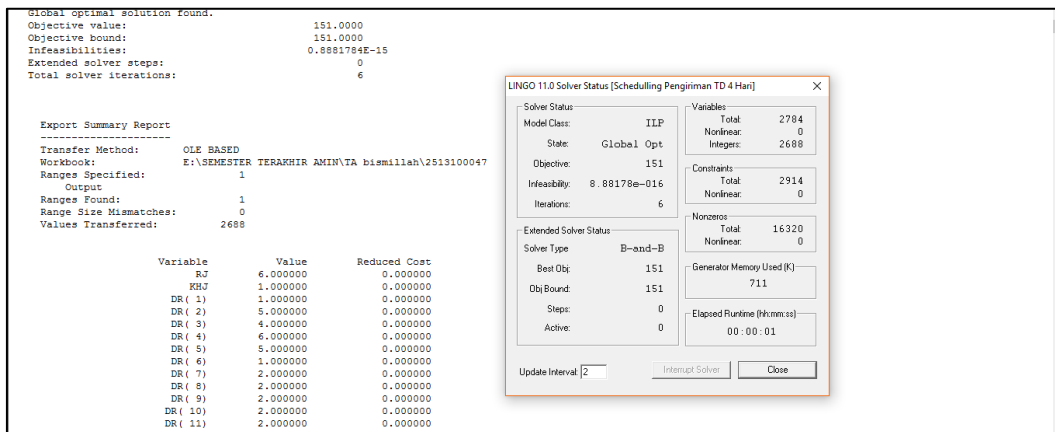 Global optimal solution found.
Objective value: 151.0000
Objective bound: 151.0000
Infeasibilities: 0.8881784E-15
Extended solver steps: 0
Total solver iterations: 6
Export Summary Report
---------------------
Transfer Method: OLE BASED
Workbook: E:\SEMESTER TERAKHIR AMIN\TA bismillah\2513100047
Ranges Specified: 1
Output
Ranges Found: 1
Range Size Mismatches: 0
Values Transferred: 2688
Variable Value Reduced Cost
RJ 6.000000 0.000000
KHJ 1.000000 0.000000
DR( 1) 1.000000 0.000000
DR( 2) 5.000000 0.000000
DR( 3) 4.000000 0.000000
DR( 4) 6.000000 0.000000
DR( 5) 5.000000 0.000000
DR( 6) 1.000000 0.000000
DR( 7) 2.000000 0.000000
DR( 8) 2.000000 0.000000
DR( 9) 2.000000 0.000000
DR( 10) 2.000000 0.000000
DR( 11) 2.000000 0.000000
LINGO 11.0 Solver Status [Schedulling Pengiriman TD 4 Hari]
Solver Status
Model Class: ILP
State: Global Opt
Objective: 151
Infeasibility: 8.88178e-016
Iterations: 6
Extended Solver Status
Solver Type B-and-B
Best Obj: 151
Obj Bound: 151
Steps: 0
Active: 0
Variables
Total: 2784
Nonlinear: 0
Integers: 2688
Constraints
Total: 2914
Nonlinear: 0
Nonzeros
Total: 16320
Nonlinear: 0
Generator Memory Used (K)
711
Elapsed Runtime (hh:mm:ss)
00:00:01
Update Interval: 2
Interrupt Solver
Close